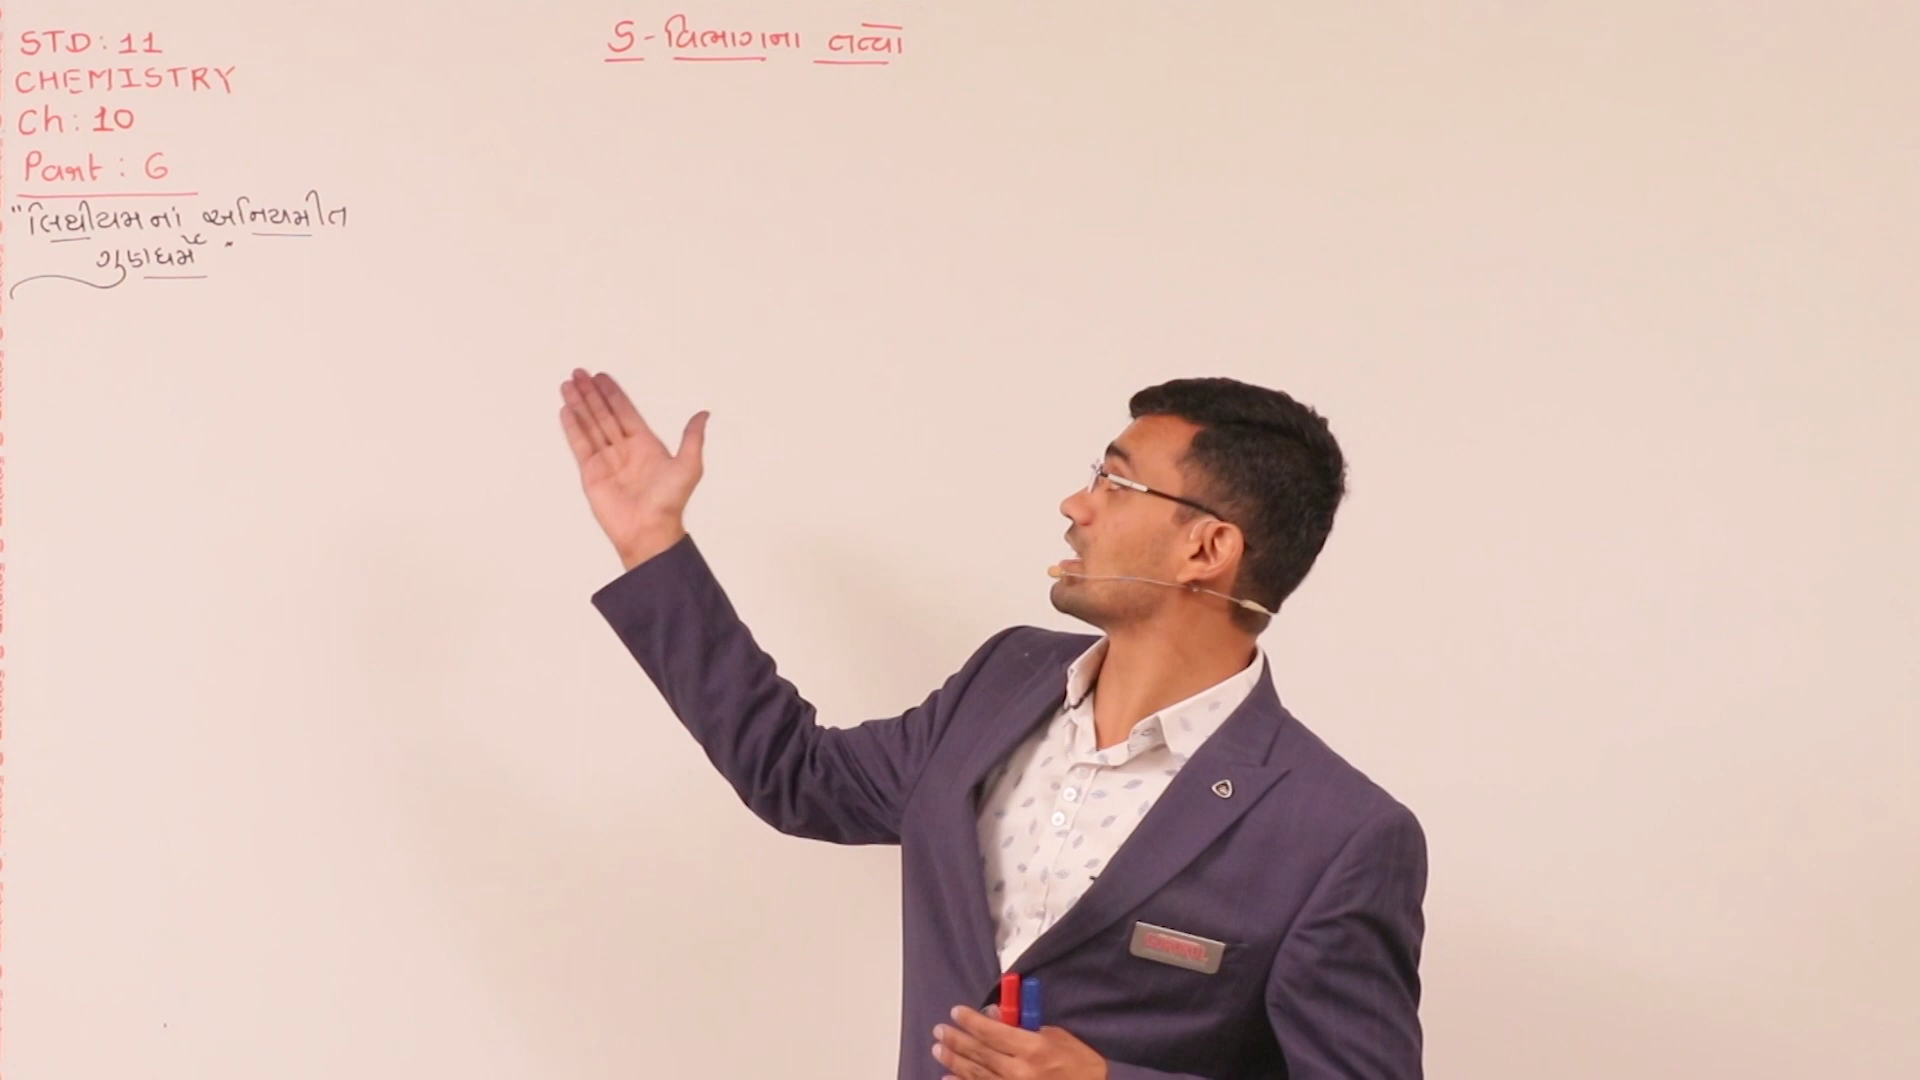 STD: 11
CHEMISTRY
Ch: 10
Part: 6
S-વિભાગના તત્વો
"લિથીયમનાં અનિયમીત
ગુણધર્મ"